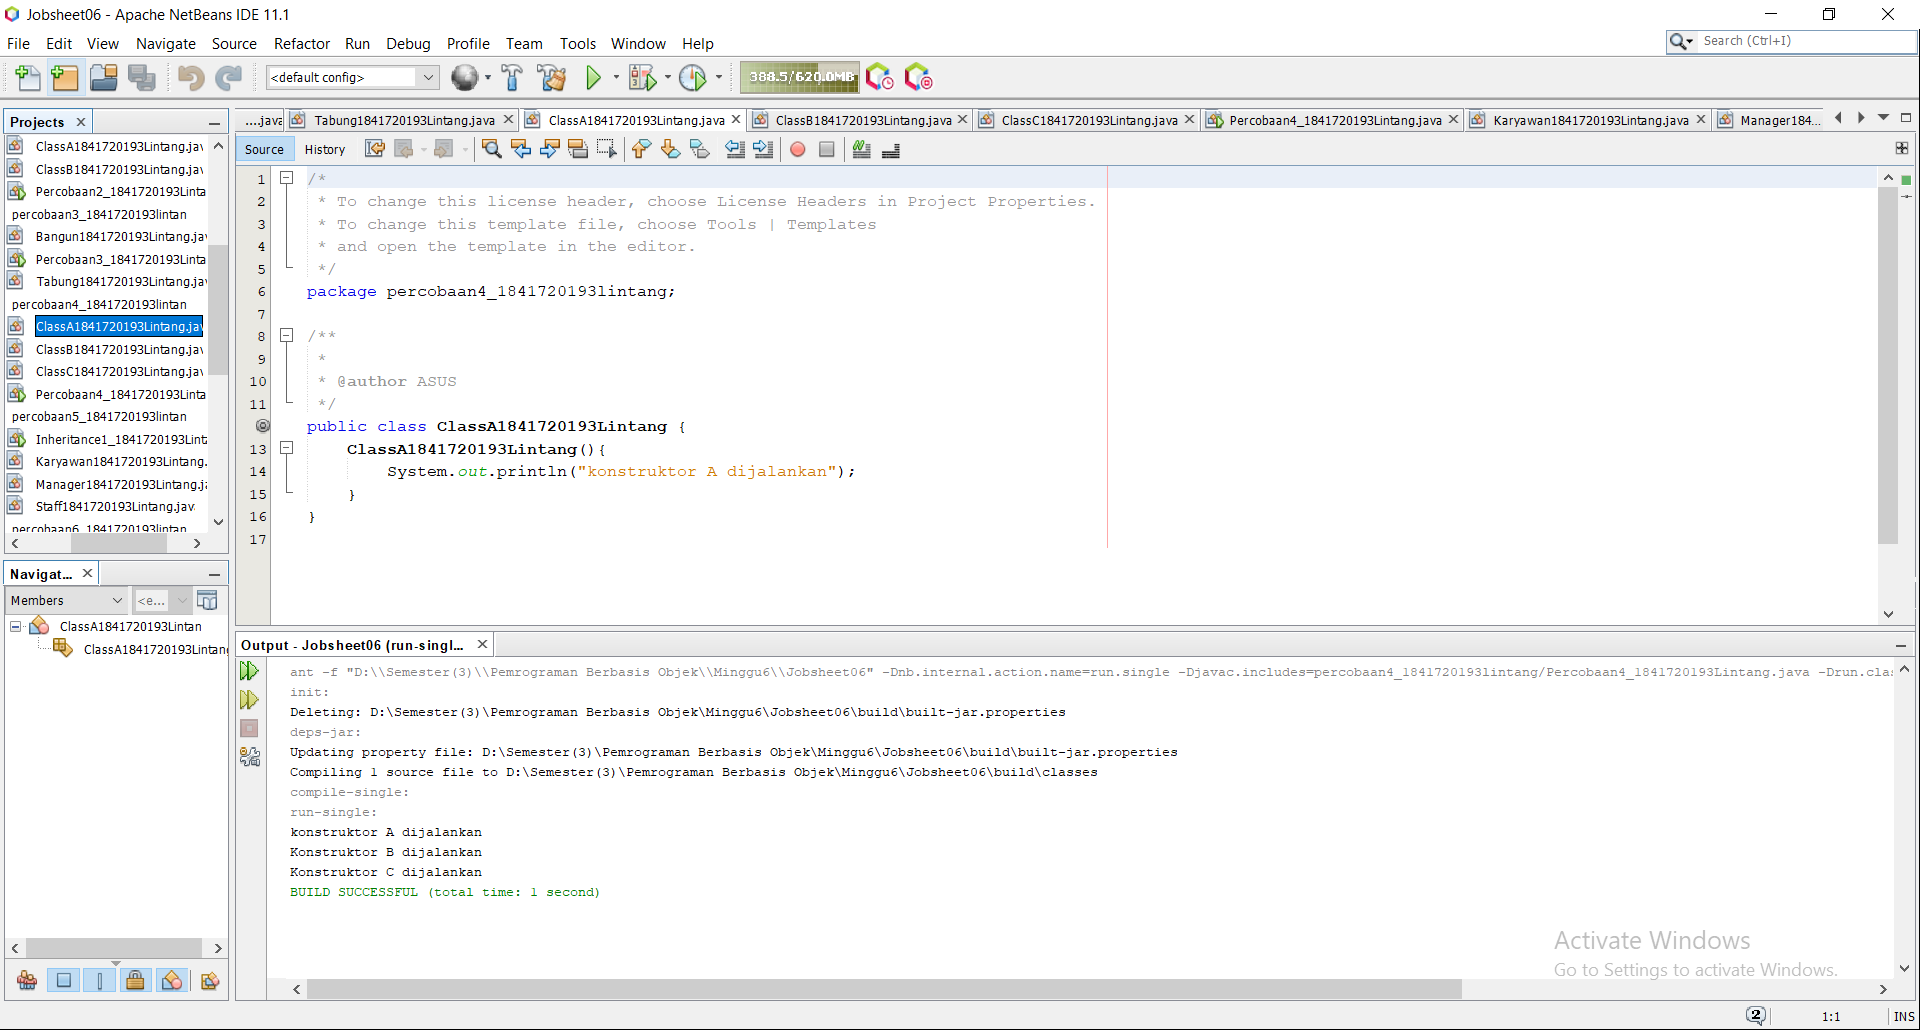 Jobsheet06 - Apache NetBeans IDE 11.1
File Edit View Navigate Source Refactor Run Debug Profile Team Tools Window Help
Search (Ctrl+I)
<default config>
388.5/620.0MB
Projects
ClassA1841720193Lintang.jav
ClassB1841720193Lintang.jav
Percobaan2_1841720193Linta
percobaan3_1841720193lintan
Bangun1841720193Lintang.jav
Percobaan3_1841720193Linta
Tabung1841720193Lintang.jav
percobaan4_1841720193lintan
ClassA1841720193Lintang.jav
ClassB1841720193Lintang.jav
ClassC1841720193Lintang.jav
Percobaan4_1841720193Linta
percobaan5_1841720193lintan
Inheritance1_1841720193Linta
Karyawan1841720193Lintang.
Manager1841720193Lintang.ja
Staff1841720193Lintang.java
percobaan6_1841720193lintan
Navigat...
Members <e...
ClassA1841720193Lintan
ClassA1841720193Lintang
....java Tabung1841720193Lintang.java ClassA1841720193Lintang.java ClassB1841720193Lintang.java ClassC1841720193Lintang.java Percobaan4_1841720193Lintang.java Karyawan1841720193Lintang.java Manager184...
Source History
1 /*
2 * To change this license header, choose License Headers in Project Properties.
3 * To change this template file, choose Tools | Templates
4 * and open the template in the editor.
5 */
6 package percobaan4_1841720193lintang;
7
8 /**
9 *
10 * @author ASUS
11 */
public class ClassA1841720193Lintang {
13 ClassA1841720193Lintang(){
14 System.out.println("konstruktor A dijalankan");
15 }
16 }
17
Output - Jobsheet06 (run-singl...
ant -f "D:\\Semester(3)\\Pemrograman Berbasis Objek\\Minggu6\\Jobsheet06" -Dnb.internal.action.name=run.single -Djavac.includes=percobaan4_1841720193lintang/Percobaan4_1841720193Lintang.java -Drun.clas
init:
Deleting: D:\Semester(3)\Pemrograman Berbasis Objek\Minggu6\Jobsheet06\build\built-jar.properties
deps-jar:
Updating property file: D:\Semester(3)\Pemrograman Berbasis Objek\Minggu6\Jobsheet06\build\built-jar.properties
Compiling 1 source file to D:\Semester(3)\Pemrograman Berbasis Objek\Minggu6\Jobsheet06\build\classes
compile-single:
run-single:
konstruktor A dijalankan
Konstruktor B dijalankan
Konstruktor C dijalankan
BUILD SUCCESSFUL (total time: 1 second)
Activate Windows
Go to Settings to activate Windows.
2 1:1 INS